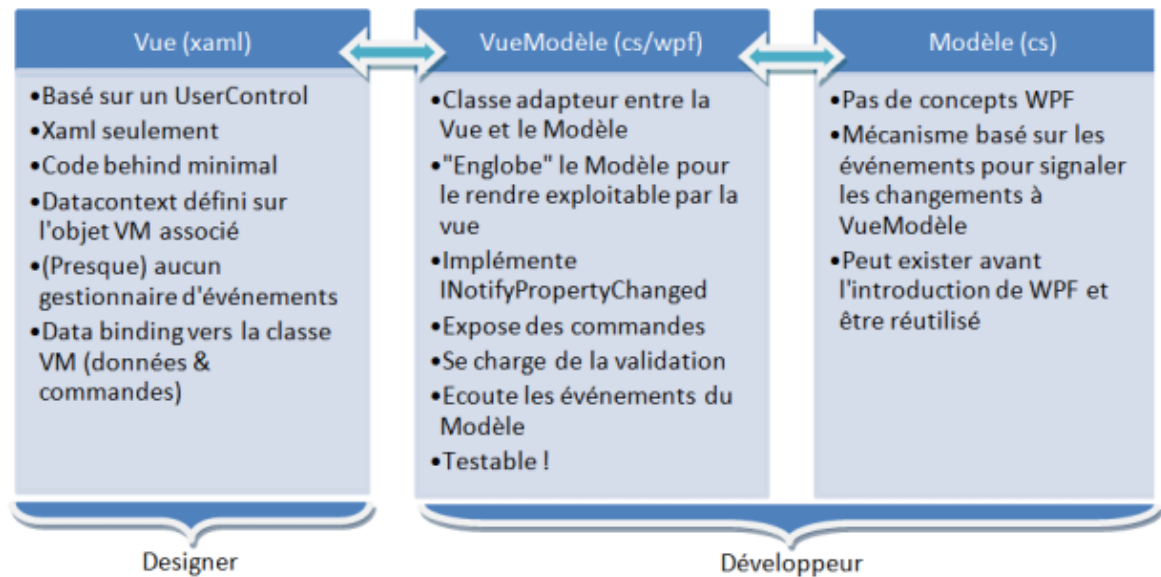 Vue (xaml)
•Basé sur un UserControl
•Xaml seulement
•Code behind minimal
•Datacontext défini sur
l'objet VM associé
•(Presque) aucun
gestionnaire d'événements
•Data binding vers la classe
VM (données &
commandes)
VueModèle (cs/wpf)
•Classe adapteur entre la
Vue et le Modèle
•"Englobe" le Modèle pour
le rendre exploitable par la
vue
•Implémente
INotifyPropertyChanged
•Expose des commandes
•Se charge de la validation
•Ecoute les événements du
Modèle
•Testable !
Modèle (cs)
•Pas de concepts WPF
•Mécanisme basé sur les
événements pour signaler
les changements à
VueModèle
•Peut exister avant
l'introduction de WPF et
être réutilisé
Designer
Développeur